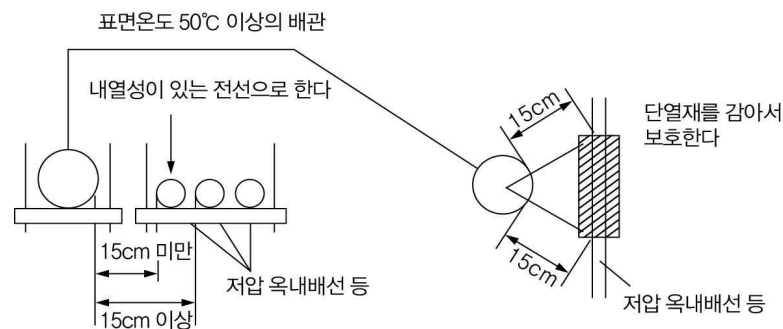 표면온도 50℃ 이상의 배관
내열성이 있는 전선으로 한다
15cm
단열재를 감아서
보호한다
15cm 미만
저압 옥내배선 등
15cm 이상
15cm
저압 옥내배선 등